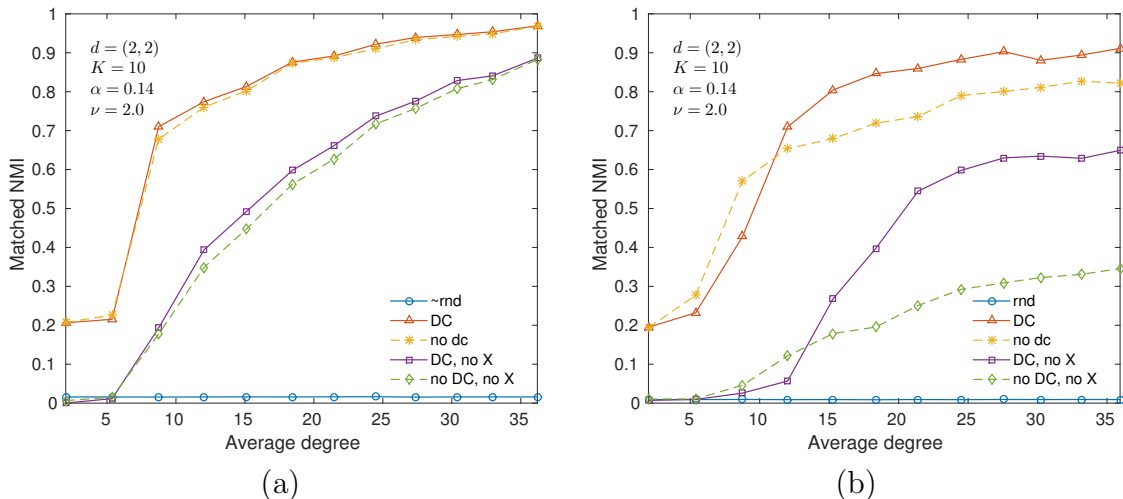 1
0.9
0.8
0.7
0.6
0.5
0.4
0.3
0.2
0.1
0
Matched NMI
d = (2, 2)
K = 10
α = 0.14
ν = 2.0
~rnd
DC
no dc
DC, no X
no DC, no X
5 10 15 20 25 30 35
Average degree
(a)
1
0.9
0.8
0.7
0.6
0.5
0.4
0.3
0.2
0.1
0
Matched NMI
d = (2, 2)
K = 10
α = 0.14
ν = 2.0
rnd
DC
no dc
DC, no X
no DC, no X
5 10 15 20 25 30 35
Average degree
(b)